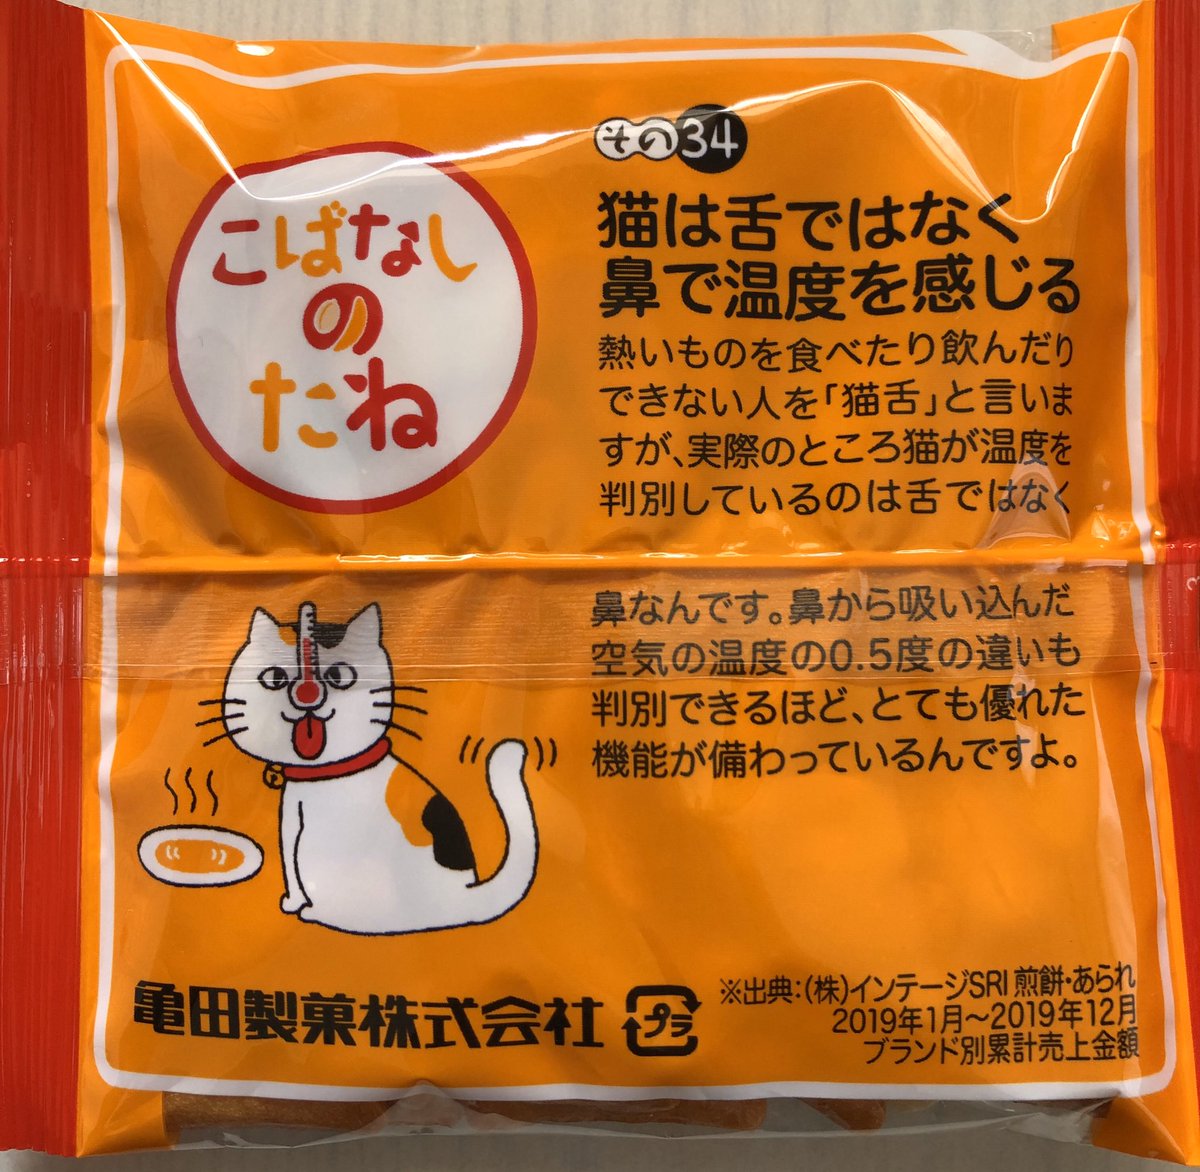 こばなし
の
たね
その34
猫は舌ではなく
鼻で温度を感じる
熱いものを食べたり飲んだり
できない人を「猫舌」と言いま
すが、実際のところ猫が温度を
判別しているのは舌ではなく
鼻なんです。鼻から吸い込んだ
空気の温度の0.5度の違いも
判別できるほど、とても優れた
機能が備わっているんですよ。
亀田製菓株式会社
プラ
※出典:(株)インテージSRI 煎餅・あられ
2019年1月〜2019年12月
ブランド別累計売上金額